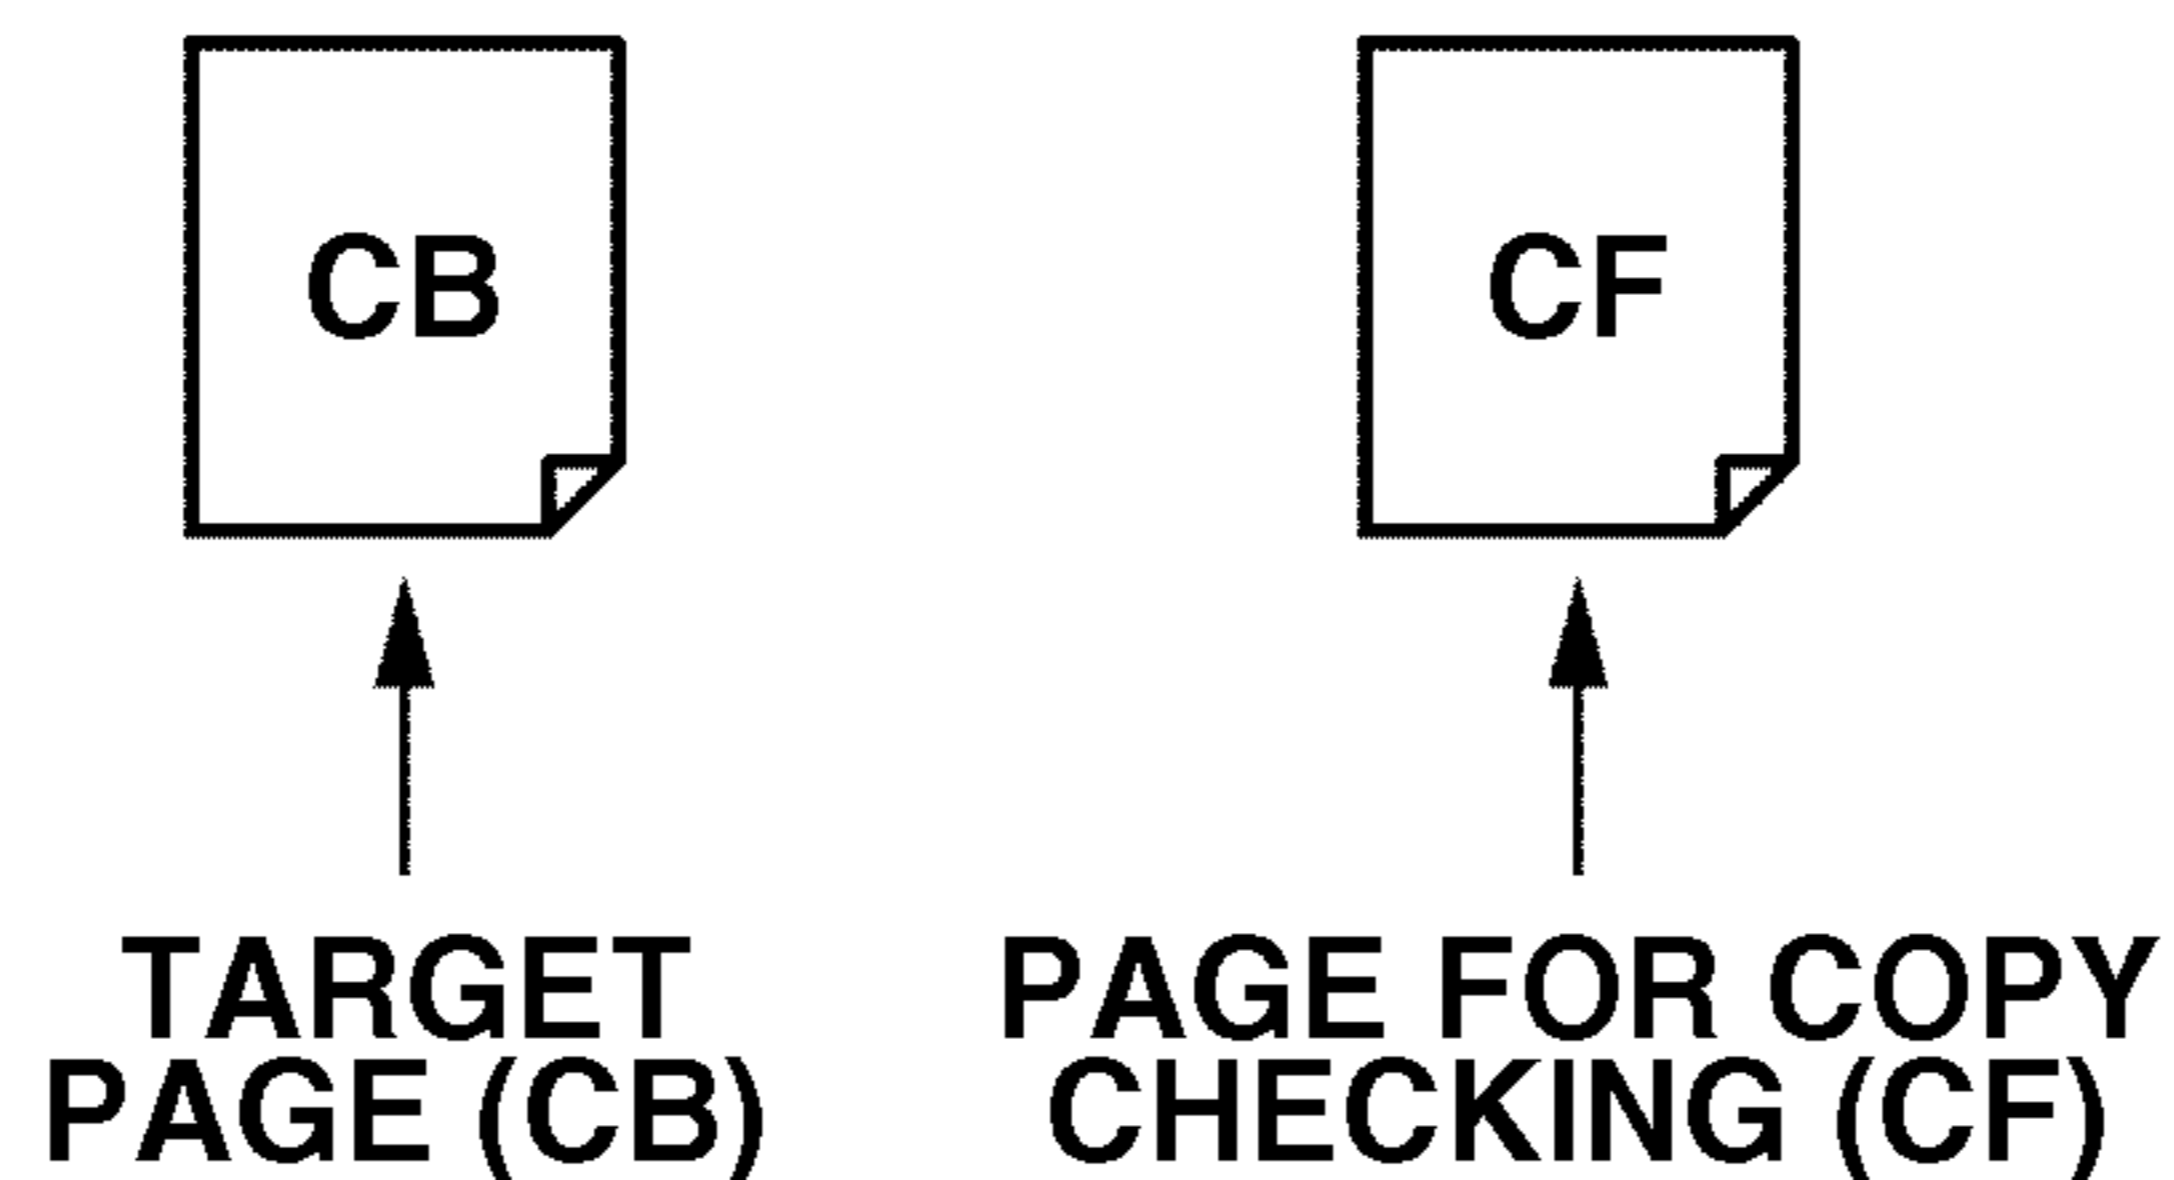 CB
CF
TARGET
PAGE (CB)
PAGE FOR COPY
CHECKING (CF)